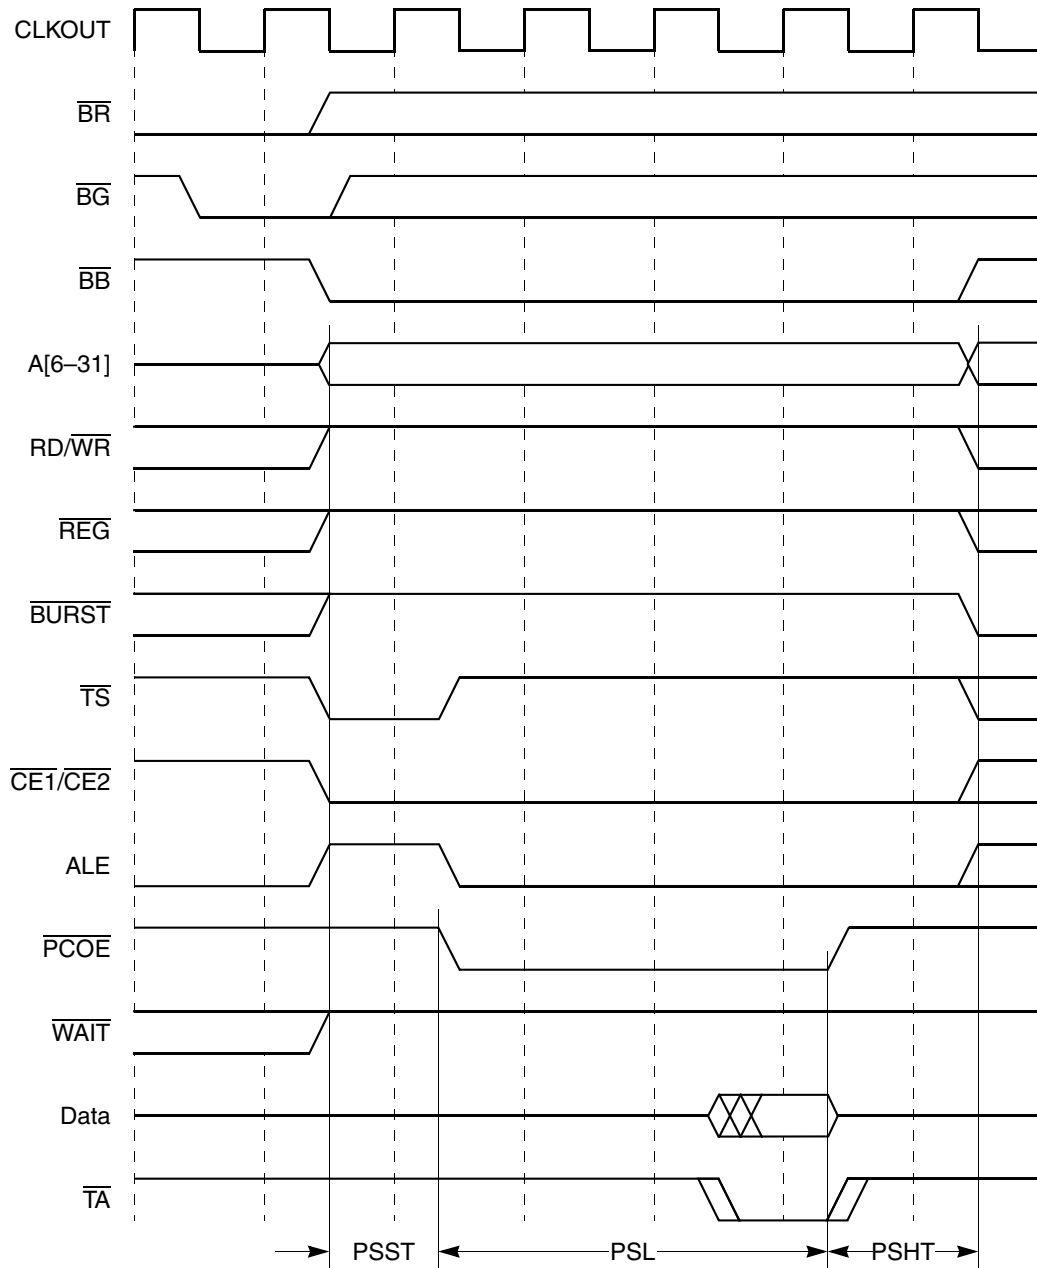 CLKOUT
BR
BG
BB
A[6–31]
RD/WR
REG
BURST
TS
CE1/CE2
ALE
PCOE
WAIT
Data
TA
PSST PSL PSHT